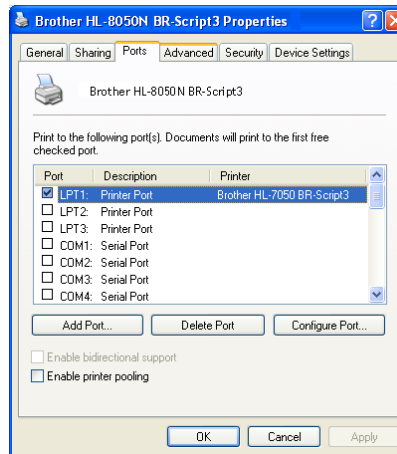 Brother HL-8050N BR-Script3 Properties
General Sharing Ports Advanced Security Device Settings
Brother HL-8050N BR-Script3
Print to the following port(s). Documents will print to the first free
checked port.
Port Description Printer
LPT1: Printer Port Brother HL-7050 BR-Script3
LPT2: Printer Port
LPT3: Printer Port
COM1: Serial Port
COM2: Serial Port
COM3: Serial Port
COM4: Serial Port
Add Port... Delete Port Configure Port...
Enable bidirectional support
Enable printer pooling
OK Cancel Apply